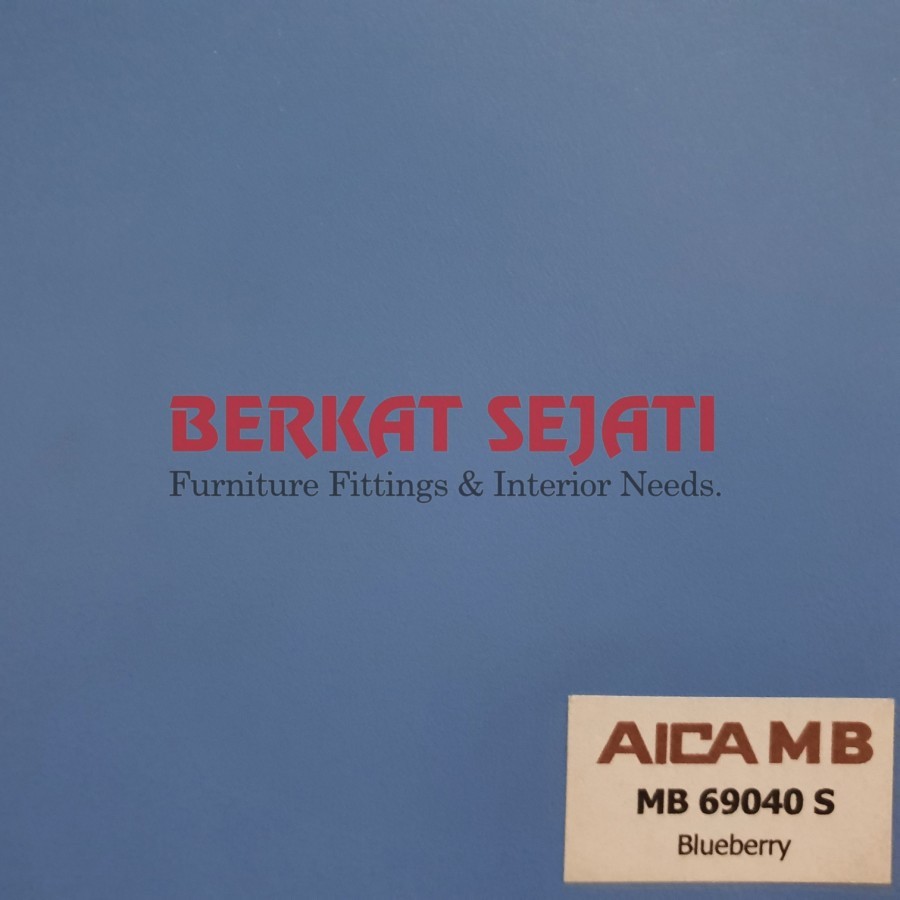 BERKAT SEJATI
Furniture Fittings & Interior Needs.
AICA MB
MB 69040 S
Blueberry